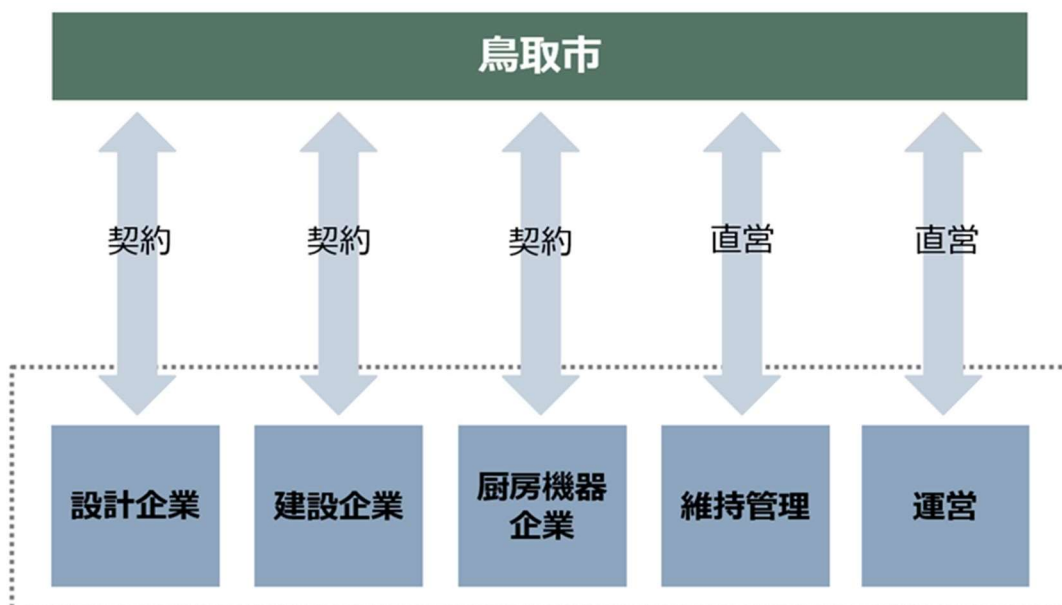 鳥取市
契約
契約
契約
直営
直営
設計企業
建設企業
厨房機器
企業
維持管理
運営